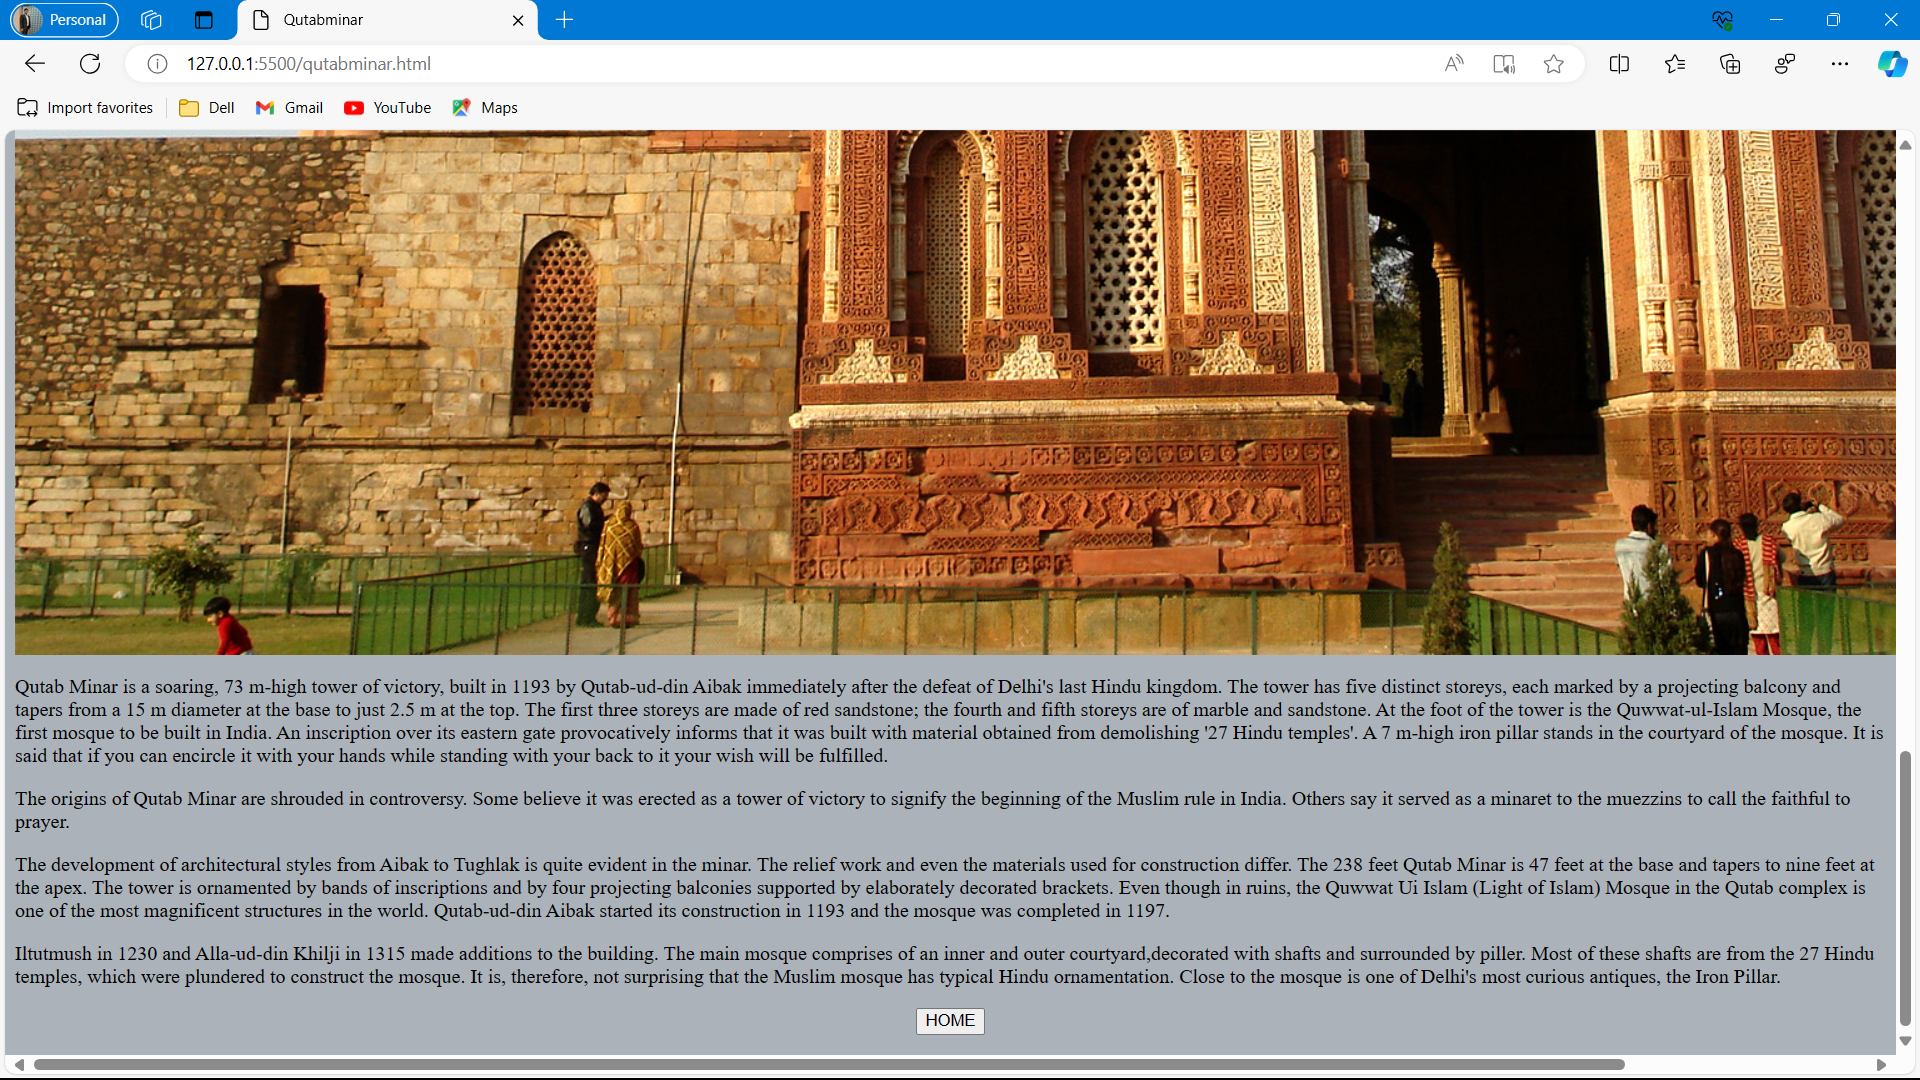 Personal
Qutabminar
127.0.0.1:5500/qutabminar.html
Import favorites
Dell
Gmail
YouTube
Maps
Qutab Minar is a soaring, 73 m-high tower of victory, built in 1193 by Qutab-ud-din Aibak immediately after the defeat of Delhi's last Hindu kingdom. The tower has five distinct storeys, each marked by a projecting balcony and
tapers from a 15 m diameter at the base to just 2.5 m at the top. The first three storeys are made of red sandstone; the fourth and fifth storeys are of marble and sandstone. At the foot of the tower is the Quwwat-ul-Islam Mosque, the
first mosque to be built in India. An inscription over its eastern gate provocatively informs that it was built with material obtained from demolishing '27 Hindu temples'. A 7 m-high iron pillar stands in the courtyard of the mosque. It is
said that if you can encircle it with your hands while standing with your back to it your wish will be fulfilled.
The origins of Qutab Minar are shrouded in controversy. Some believe it was erected as a tower of victory to signify the beginning of the Muslim rule in India. Others say it served as a minaret to the muezzins to call the faithful to
prayer.
The development of architectural styles from Aibak to Tughlak is quite evident in the minar. The relief work and even the materials used for construction differ. The 238 feet Qutab Minar is 47 feet at the base and tapers to nine feet at
the apex. The tower is ornamented by bands of inscriptions and by four projecting balconies supported by elaborately decorated brackets. Even though in ruins, the Quwwat Ui Islam (Light of Islam) Mosque in the Qutab complex is
one of the most magnificent structures in the world. Qutab-ud-din Aibak started its construction in 1193 and the mosque was completed in 1197.
Iltutmush in 1230 and Alla-ud-din Khilji in 1315 made additions to the building. The main mosque comprises of an inner and outer courtyard,decorated with shafts and surrounded by piller. Most of these shafts are from the 27 Hindu
temples, which were plundered to construct the mosque. It is, therefore, not surprising that the Muslim mosque has typical Hindu ornamentation. Close to the mosque is one of Delhi's most curious antiques, the Iron Pillar.
HOME